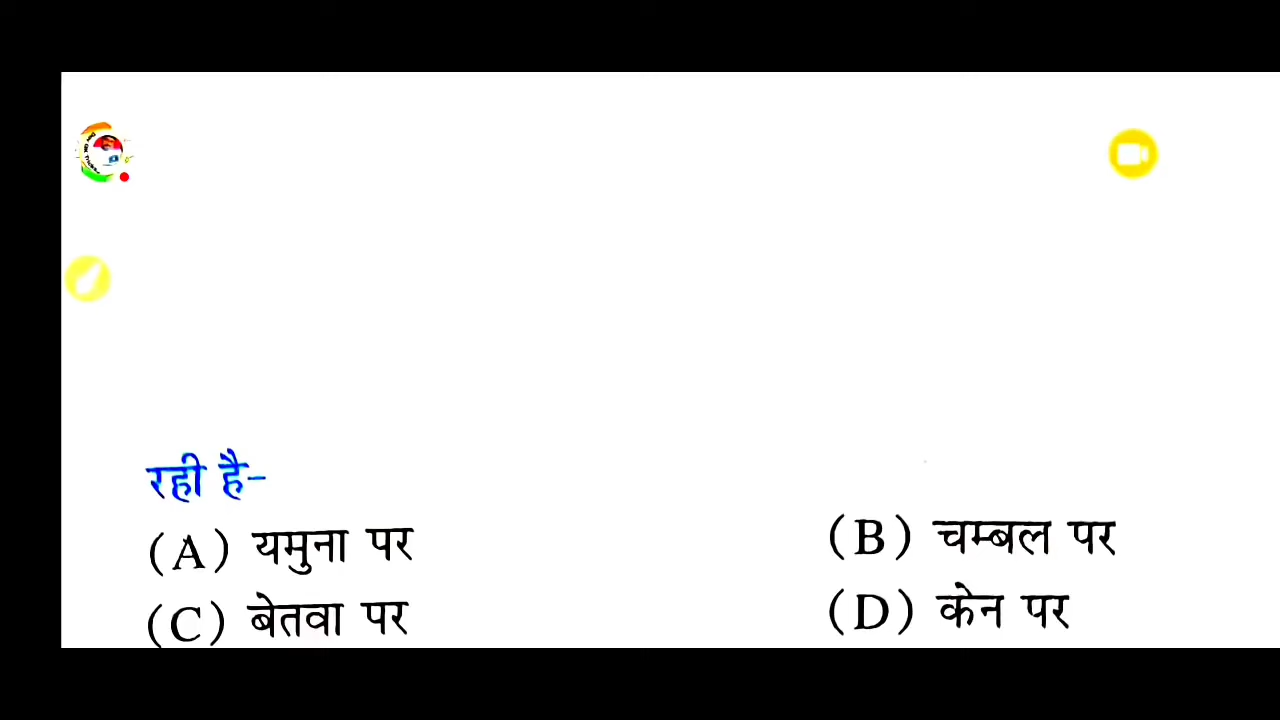 रही है-
(A) यमुना पर (B) चम्बल पर
(C) बेतवा पर (D) केन पर